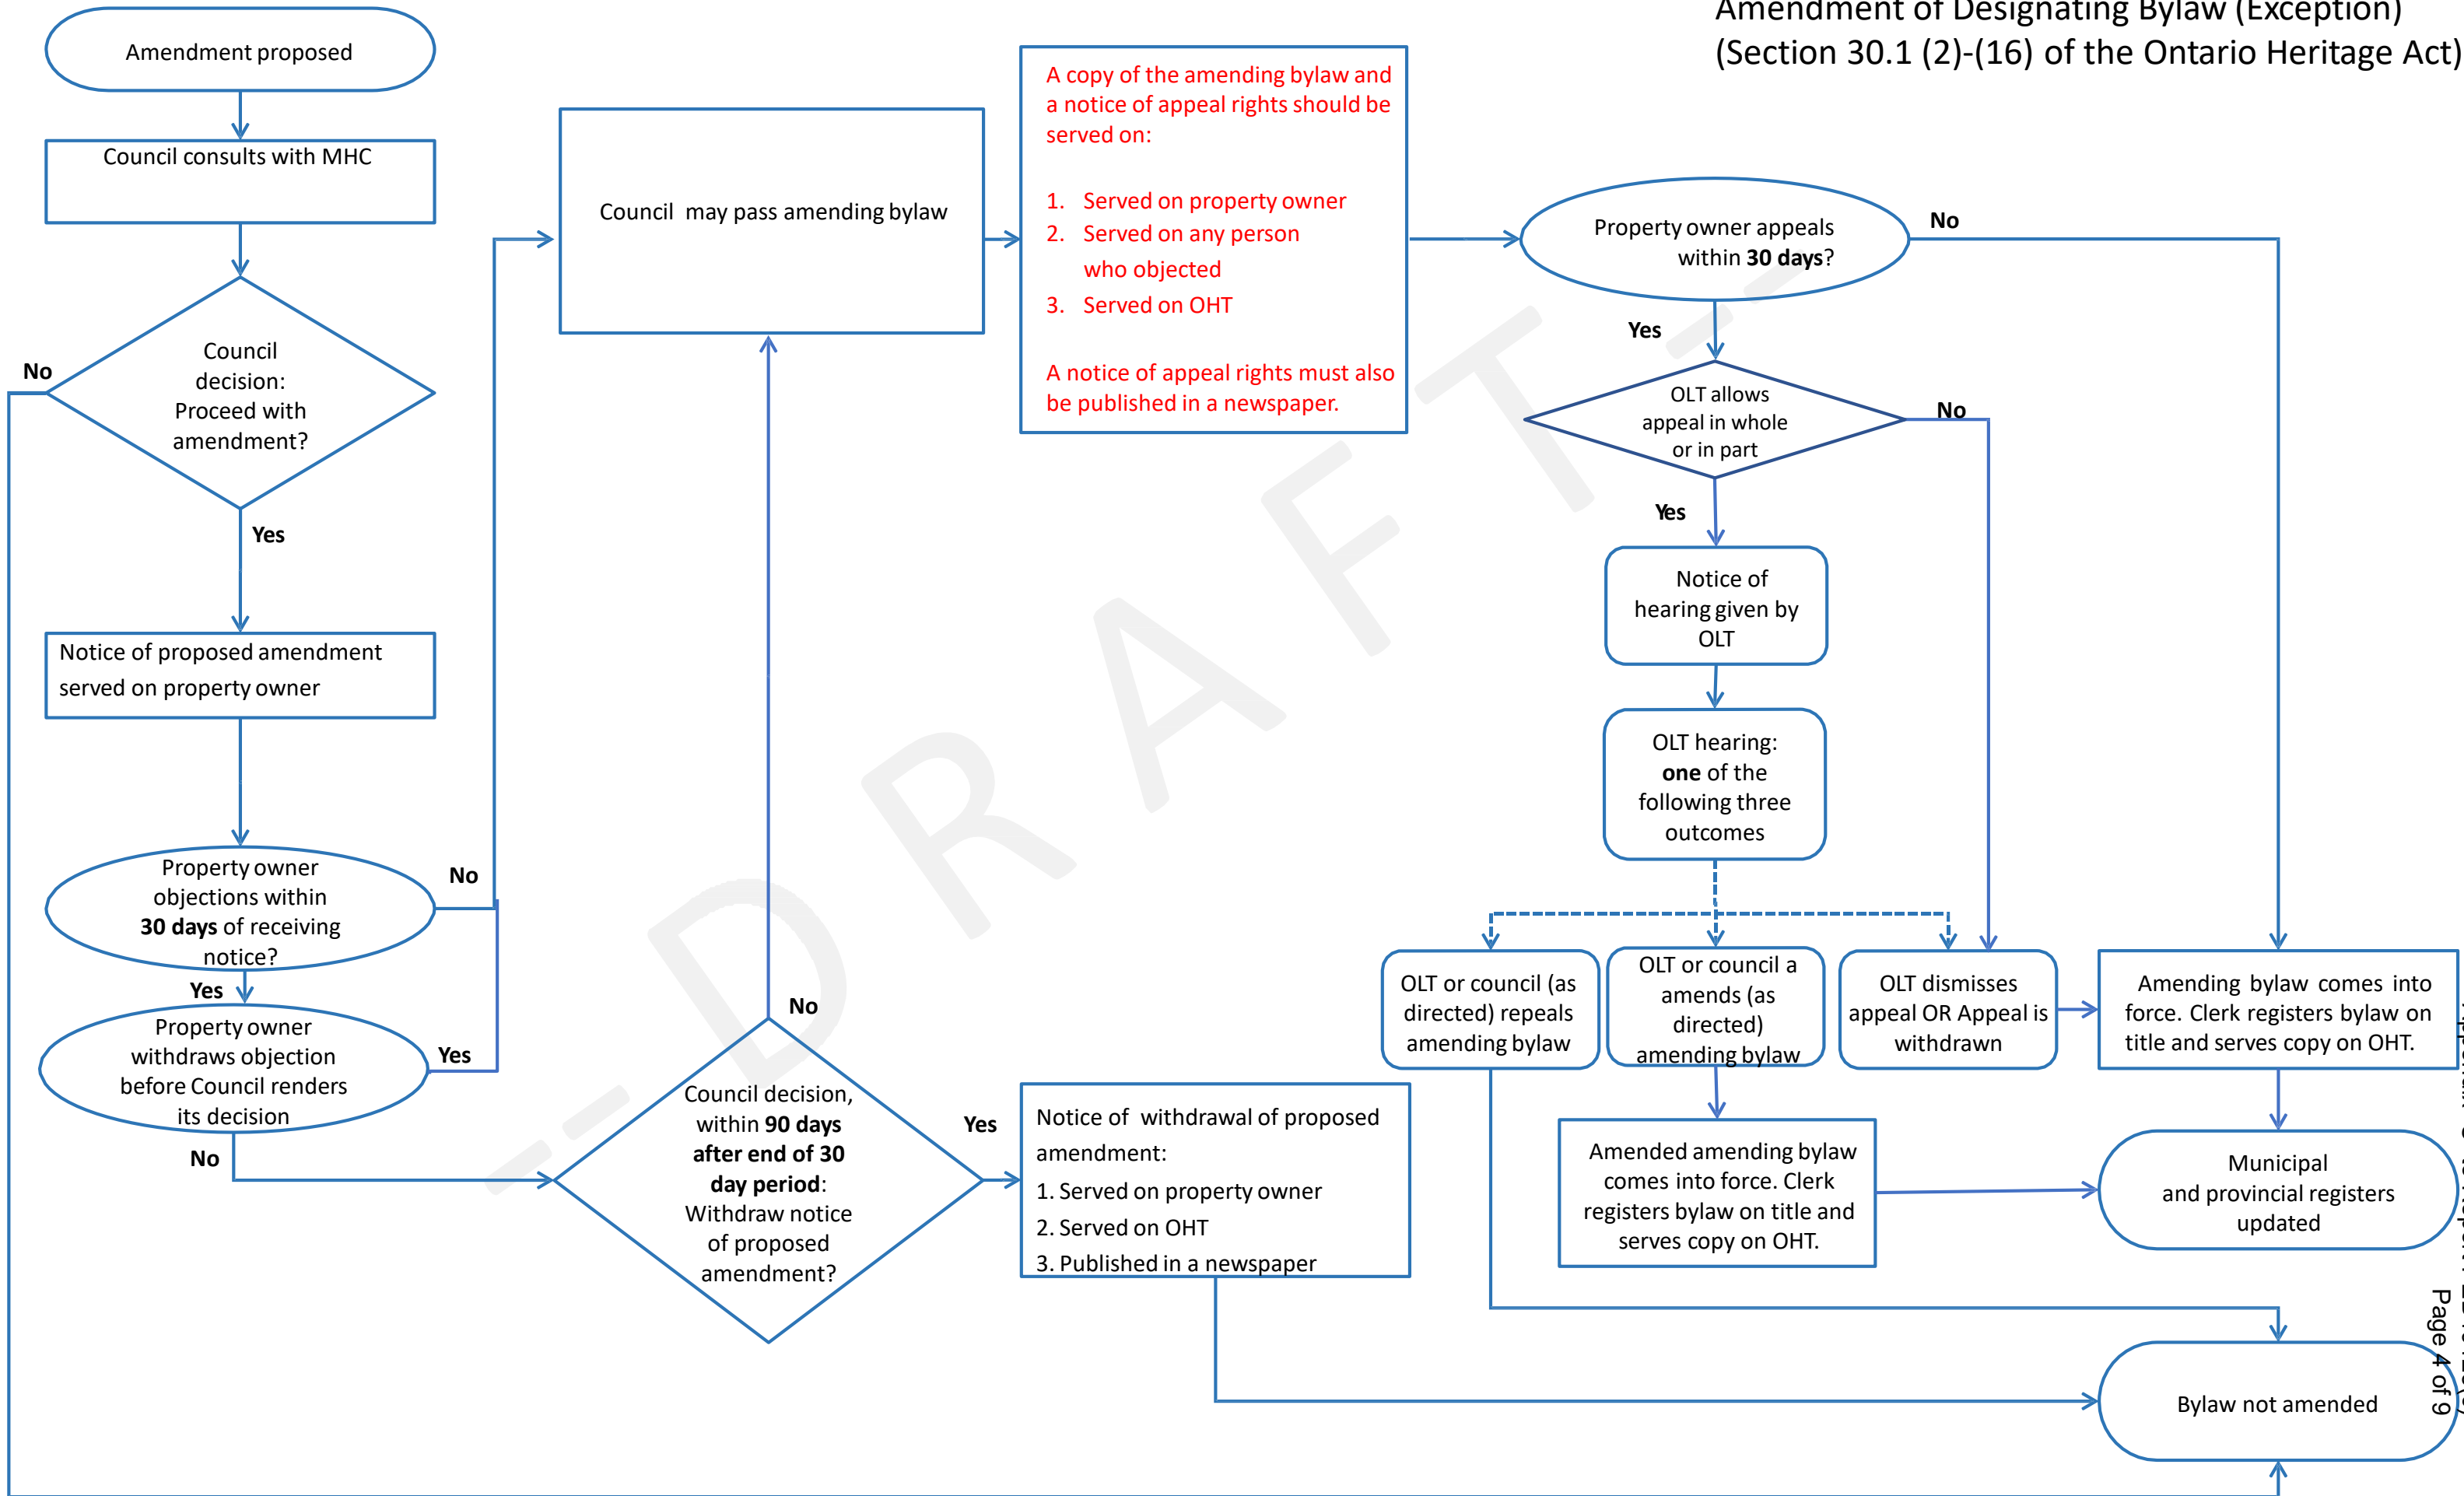 Amendment of Designating Bylaw (Exception)
(Section 30.1 (2)-(16) of the Ontario Heritage Act)
Amendment proposed
Council consults with MHC
Council
decision:
Proceed with
amendment?
No
Yes
Notice of proposed amendment
served on property owner
Property owner
objections within
30 days of receiving
notice?
No
Yes
Property owner
withdraws objection
before Council renders
its decision
Yes
No
Council decision,
within 90 days
after end of 30
day period:
Withdraw notice
of proposed
amendment?
No
Yes
Notice of withdrawal of proposed
amendment:
1. Served on property owner
2. Served on OHT
3. Published in a newspaper
Council may pass amending bylaw
A copy of the amending bylaw and
a notice of appeal rights should be
served on:
1. Served on property owner
2. Served on any person
who objected
3. Served on OHT
A notice of appeal rights must also
be published in a newspaper.
Property owner appeals
within 30 days?
No
Yes
OLT allows
appeal in whole
or in part
No
Yes
Notice of
hearing given by
OLT
OLT hearing:
one of the
following three
outcomes
OLT or council (as
directed) repeals
amending bylaw
OLT or council a
amends (as
directed)
amending bylaw
OLT dismisses
appeal OR Appeal is
withdrawn
Amending bylaw comes into
force. Clerk registers bylaw on
title and serves copy on OHT.
Amended amending bylaw
comes into force. Clerk
registers bylaw on title and
serves copy on OHT.
Municipal
and provincial registers
updated
Bylaw not amended
Page 4 of 9
--DRAFT--